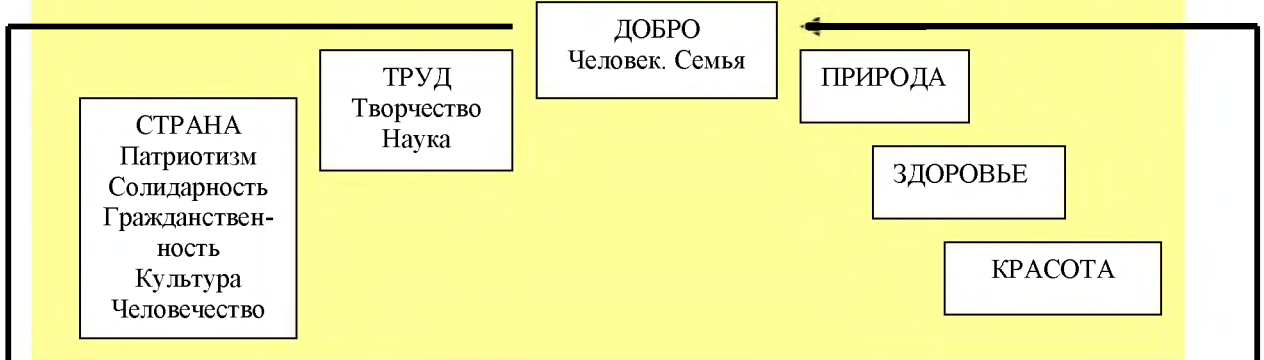 ДОБРО
Человек. Семья
ТРУД
Творчество
Наука
ПРИРОДА
СТРАНА
Патриотизм
Солидарность
Гражданствен-
ность
Культура
Человечество
ЗДОРОВЬЕ
КРАСОТА